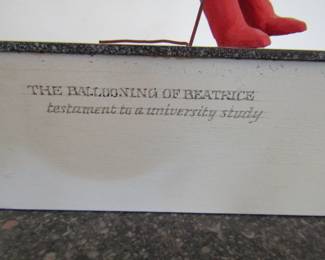 THE BALLOONING OF BEATRICE
testament to a university study